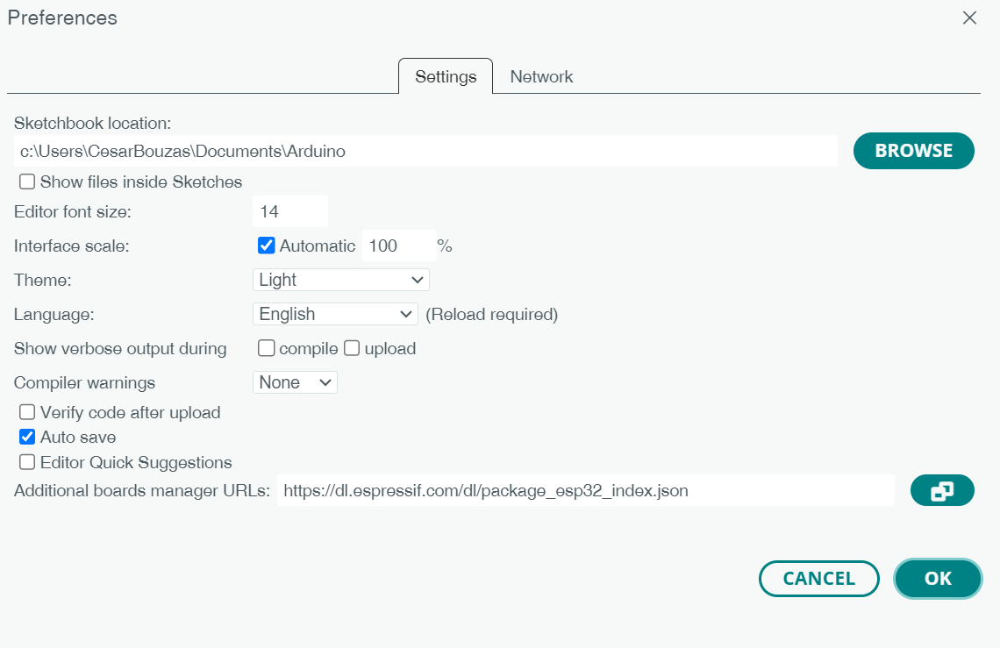 Preferences
Settings Network
Sketchbook location:
c:\Users\CesarBouzas\Documents\Arduino BROWSE
Show files inside Sketches
Editor font size: 14
Interface scale: Automatic 100 %
Theme: Light
Language: English (Reload required)
Show verbose output during compile upload
Compiler warnings None
Verify code after upload
Auto save
Editor Quick Suggestions
Additional boards manager URLs: https://dl.espressif.com/dl/package_esp32_index.json
CANCEL OK